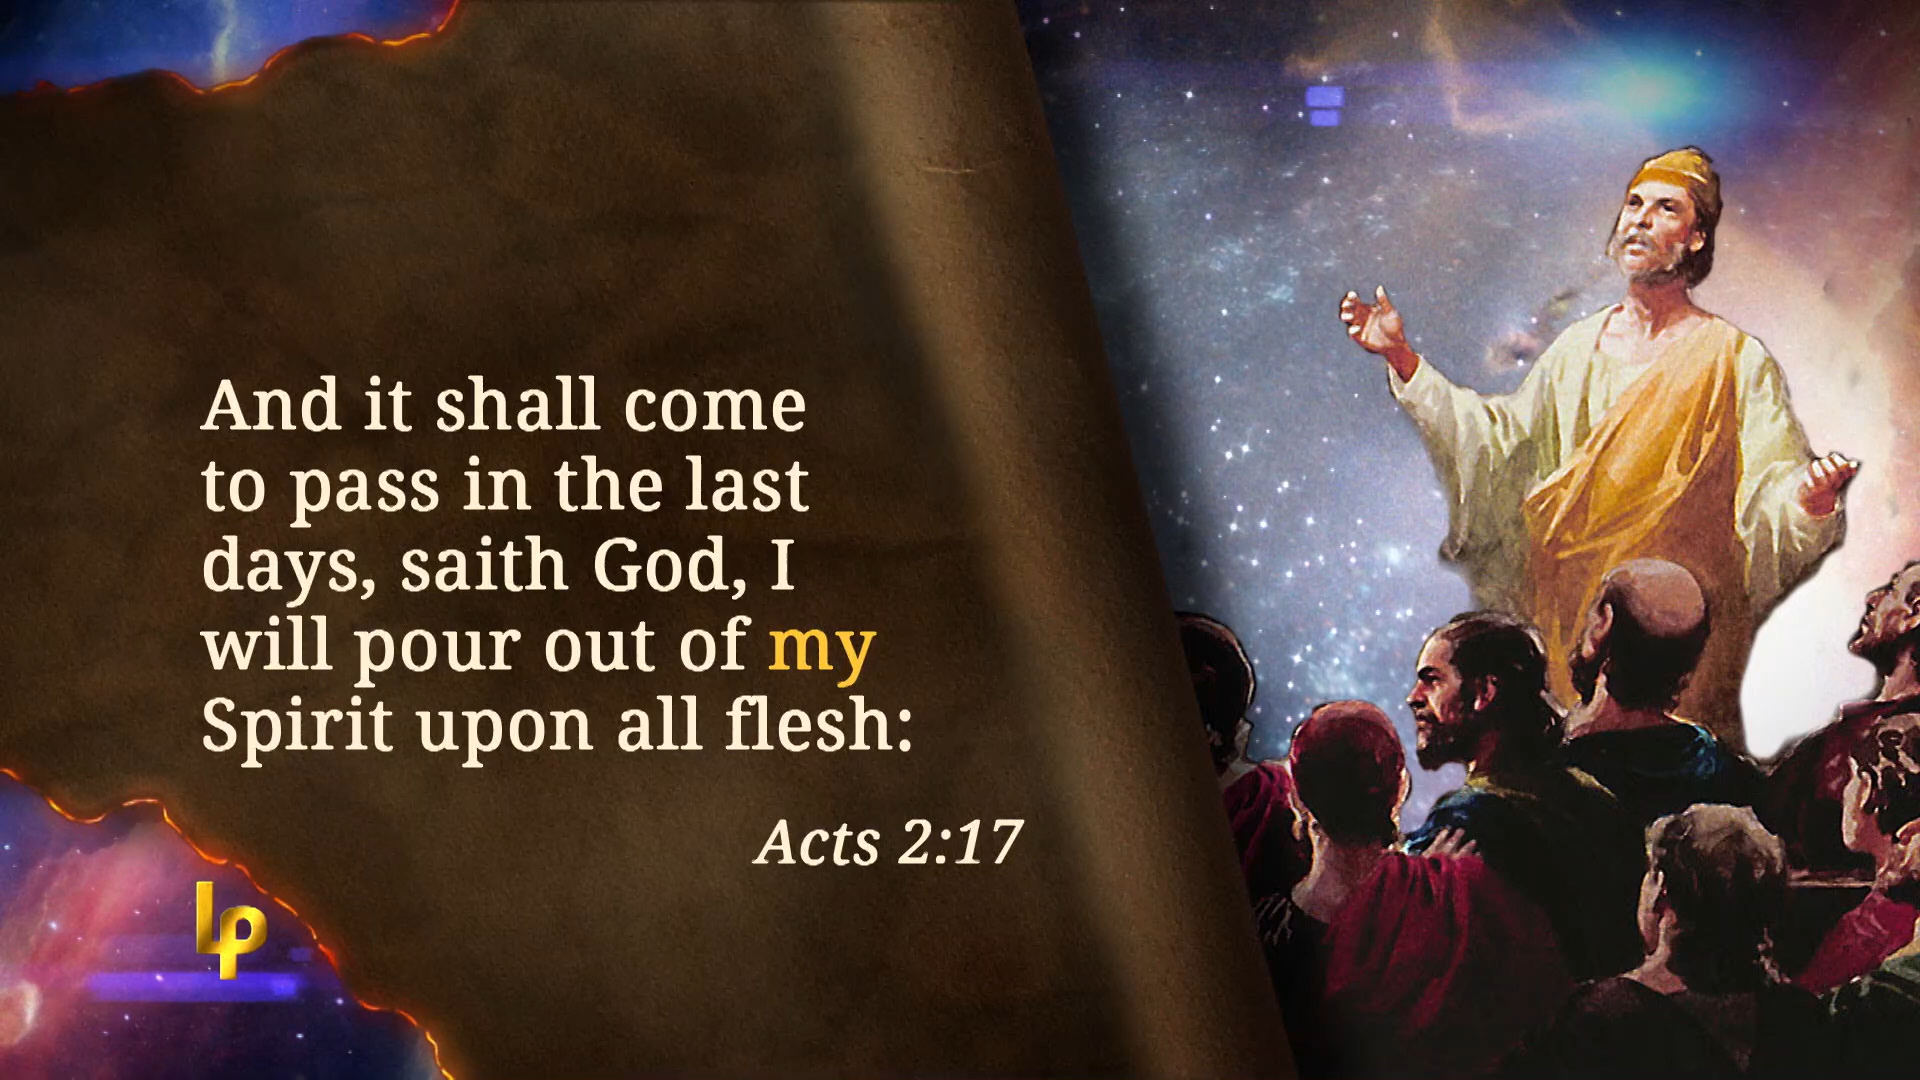 And it shall come
to pass in the last
days, saith God, I
will pour out of my
Spirit upon all flesh:
Acts 2:17
LP